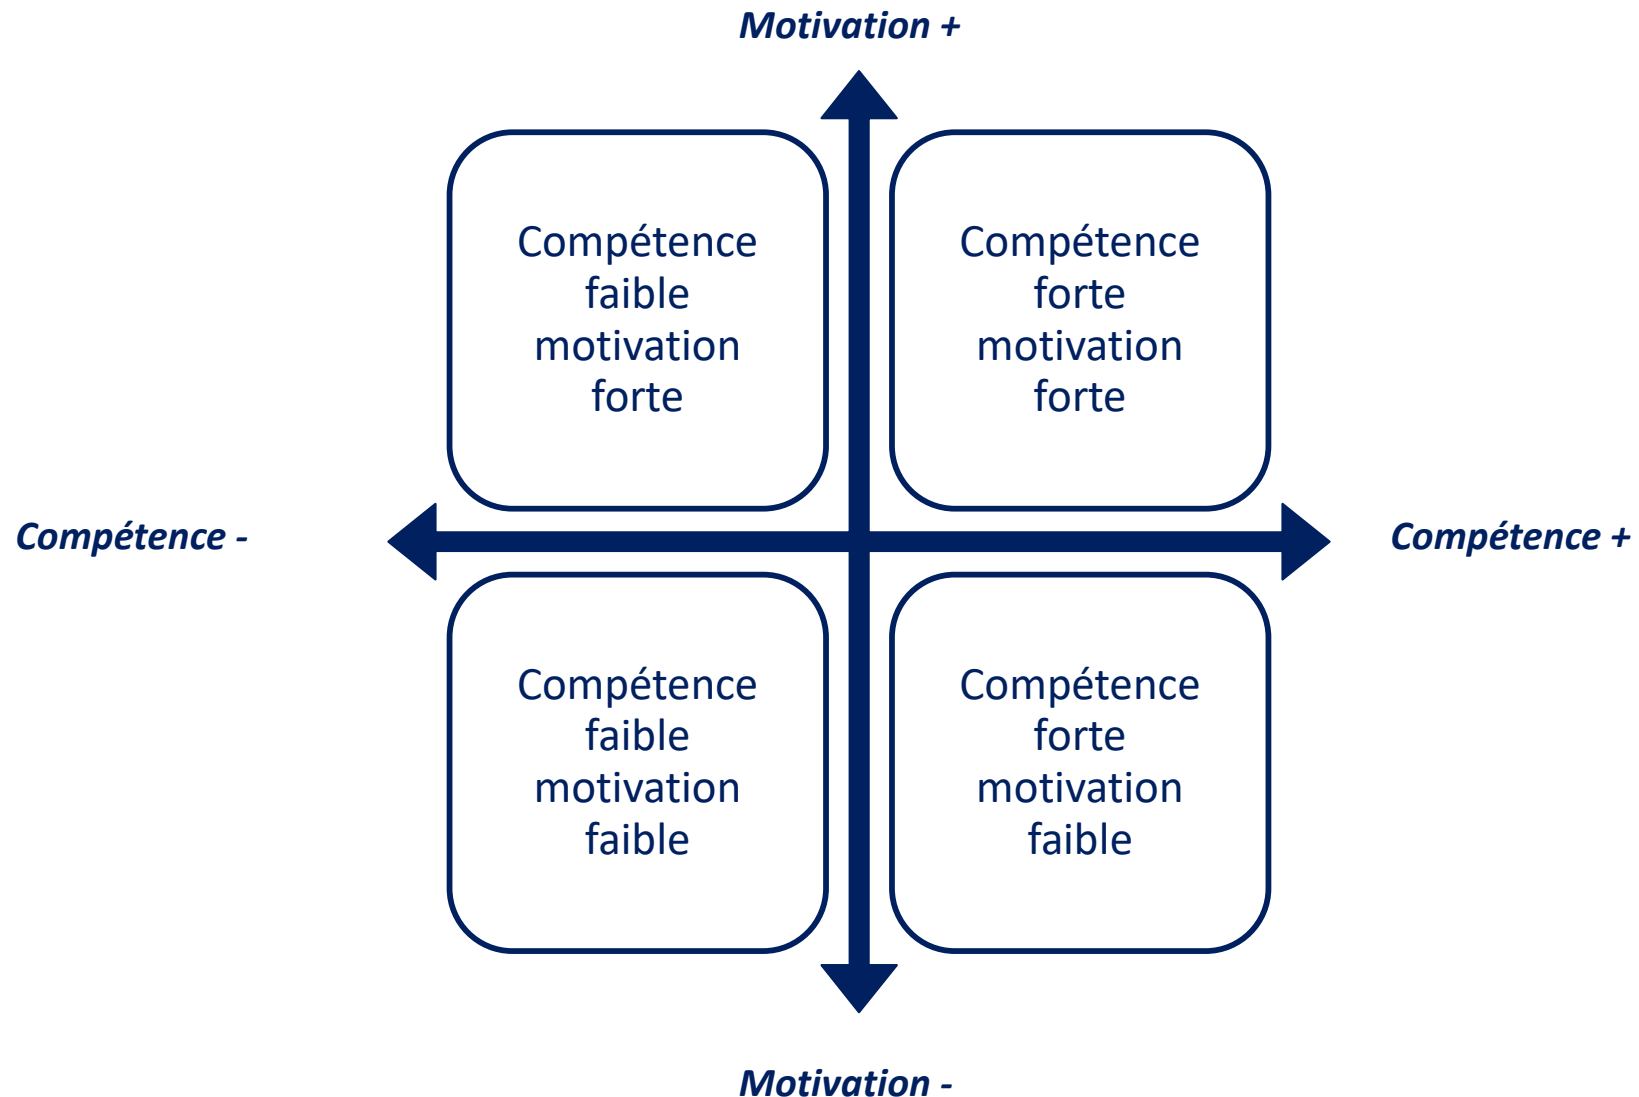 Motivation +
Compétence
faible
motivation
forte
Compétence
forte
motivation
forte
Compétence -
Compétence +
Compétence
faible
motivation
faible
Compétence
forte
motivation
faible
Motivation -